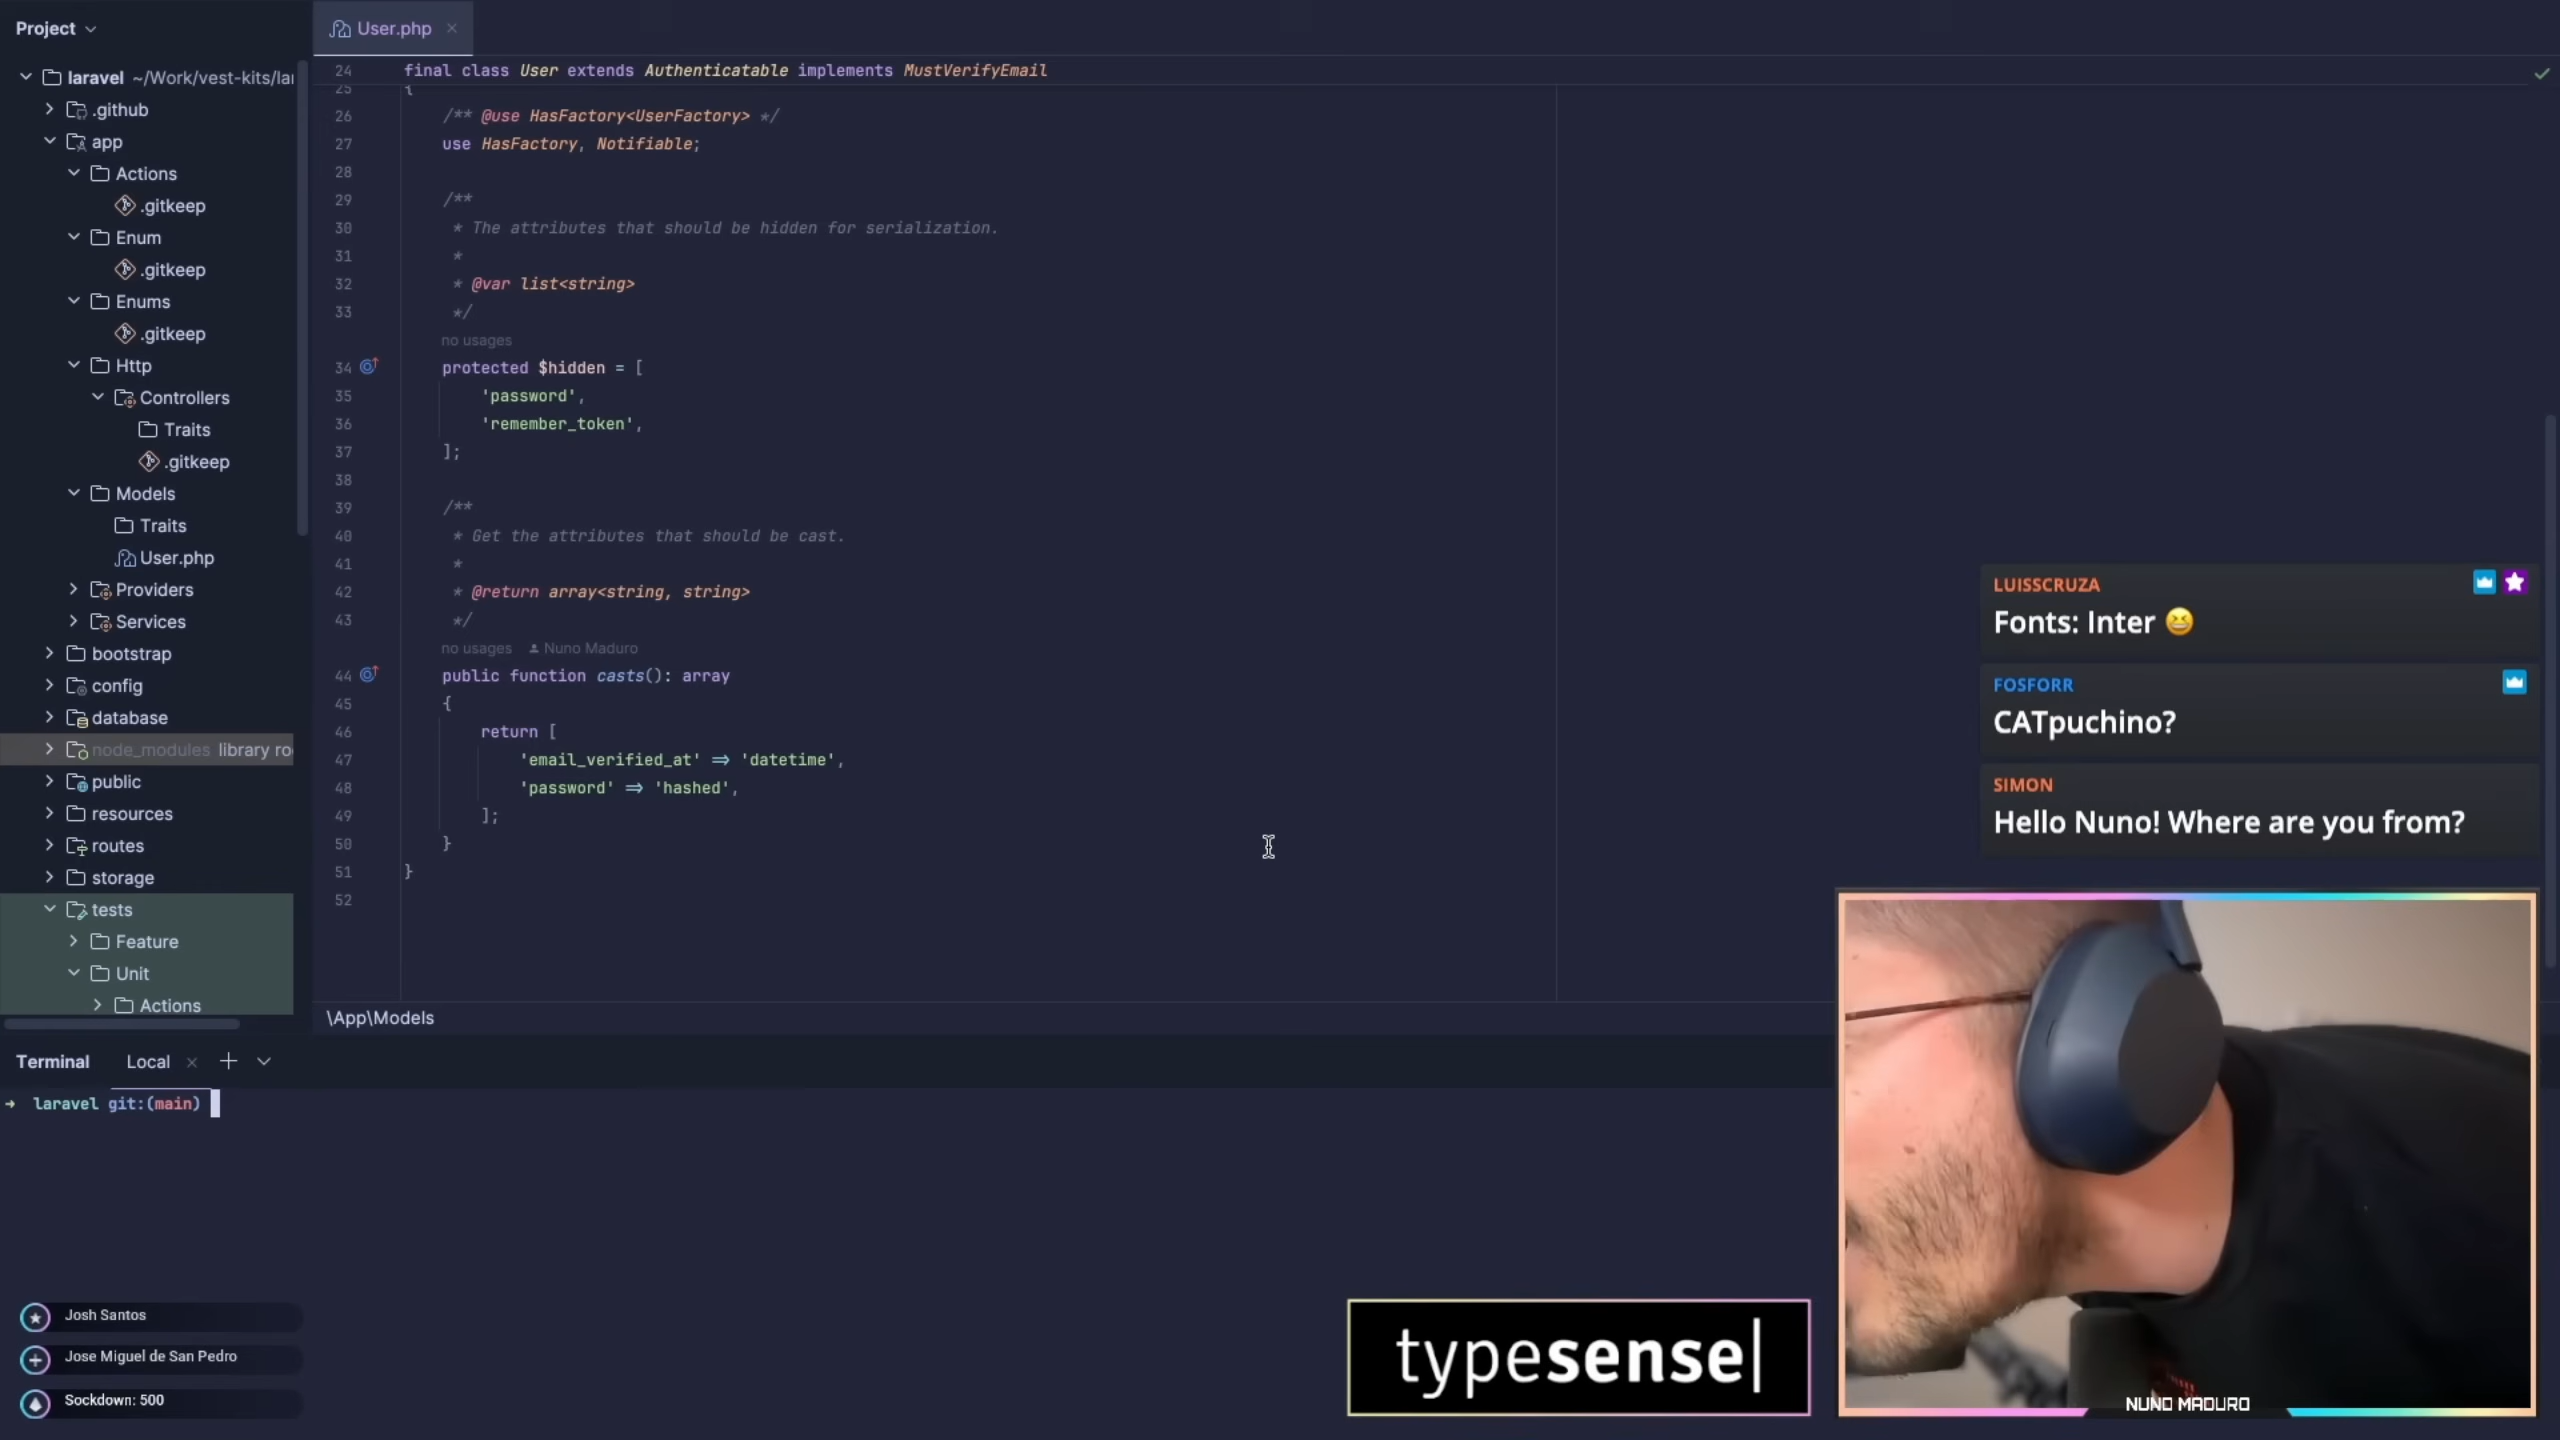 Project
laravel ~/Work/vest-kits/lar
.github
app
Actions
.gitkeep
Enum
.gitkeep
Enums
.gitkeep
Http
Controllers
Traits
.gitkeep
Models
Traits
User.php
Providers
Services
bootstrap
config
database
node_modules library ro
public
resources
routes
storage
tests
Feature
Unit
Actions
User.php
24 final class User extends Authenticatable implements MustVerifyEmail
25 {
26 /** @use HasFactory<UserFactory> */
27 use HasFactory, Notifiable;
28
29 /**
30 * The attributes that should be hidden for serialization.
31 *
32 * @var list<string>
33 */
no usages
34 protected $hidden = [
35 'password',
36 'remember_token',
37 ];
38
39 /**
40 * Get the attributes that should be cast.
41 *
42 * @return array<string, string>
43 */
no usages Nuno Maduro
44 public function casts(): array
45 {
46 return [
47 'email_verified_at' => 'datetime',
48 'password' => 'hashed',
49 ];
50 }
51 }
52
\App\Models
LUISSCRUZA
Fonts: Inter 😆
FOSFORR
CATpuchino?
SIMON
Hello Nuno! Where are you from?
Terminal Local
➜ laravel git:(main)
Josh Santos
Jose Miguel de San Pedro
Sockdown: 500
typesense|
NUNO MADURO